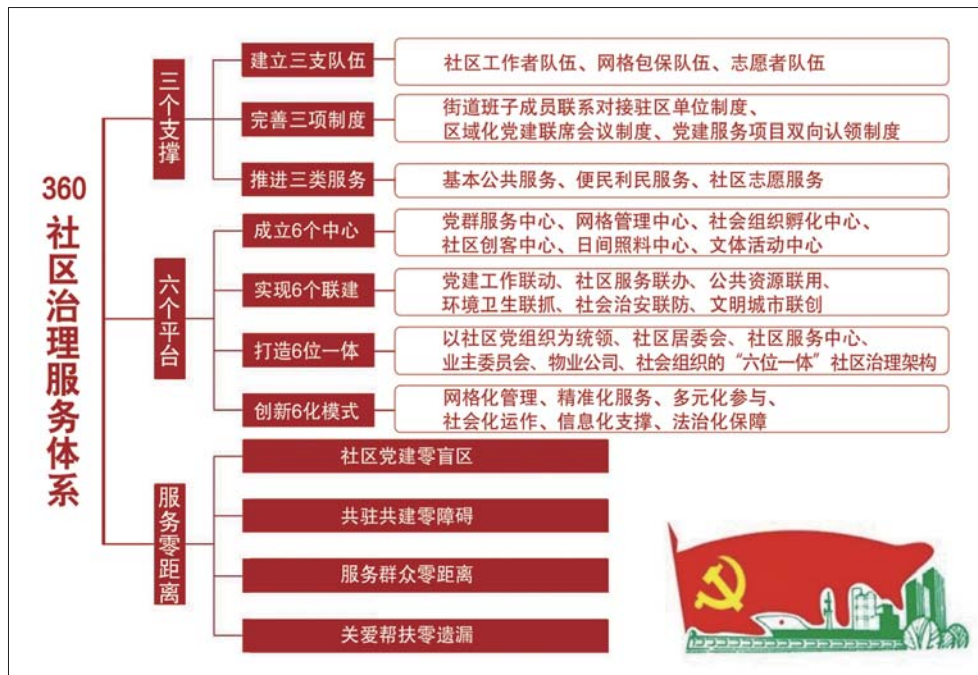 360
社区治理服务体系
三个支撑
建立三支队伍
社区工作者队伍、网格包保队伍、志愿者队伍
完善三项制度
街道班子成员联系对接驻区单位制度、
区域化党建联席会议制度、党建服务项目双向认领制度
推进三类服务
基本公共服务、便民利民服务、社区志愿服务
六个平台
成立6个中心
党群服务中心、网格管理中心、社会组织孵化中心、
社区创客中心、日间照料中心、文体活动中心
实现6个联建
党建工作联动、社区服务联办、公共资源联用、
环境卫生联抓、社会治安联防、文明城市联创
打造6位一体
以社区党组织为统领、社区居委会、社区服务中心、
业主委员会、物业公司、社会组织的“六位一体”社区治理架构
创新6化模式
网格化管理、精准化服务、多元化参与、
社会化运作、信息化支撑、法治化保障
服务零距离
社区党建零盲区
共驻共建零障碍
服务群众零距离
关爱帮扶零遗漏